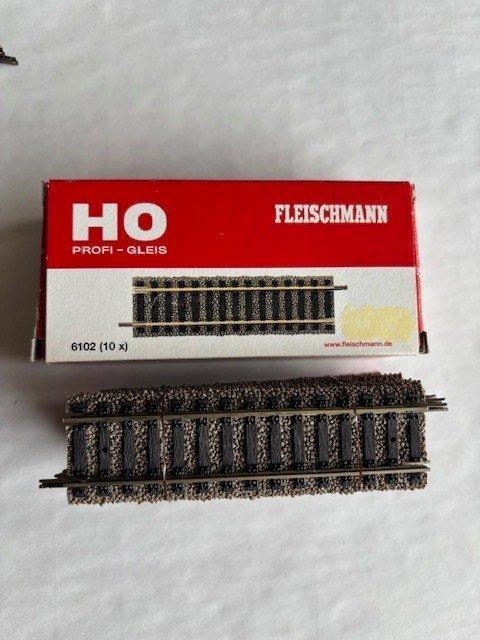 HO
PROFI – GLEIS
FLEISCHMANN
6102 (10 x)
www.fleischmann.de